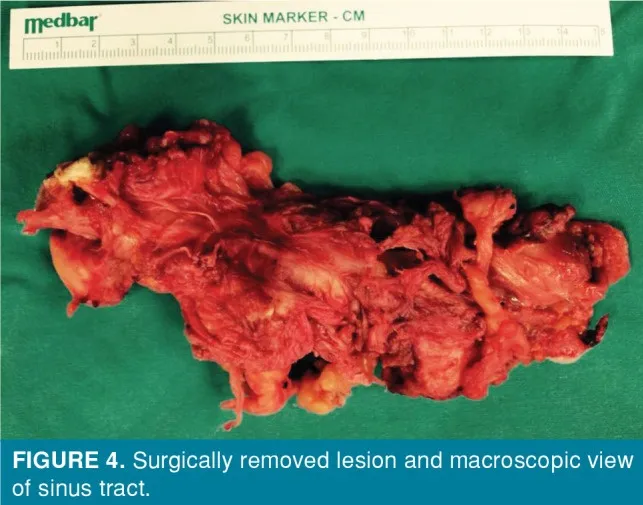 medbar
SKIN MARKER - CM
1 2 3 4 5 6 7 8 9 10 11 12 13 14 15
FIGURE 4. Surgically removed lesion and macroscopic view
of sinus tract.